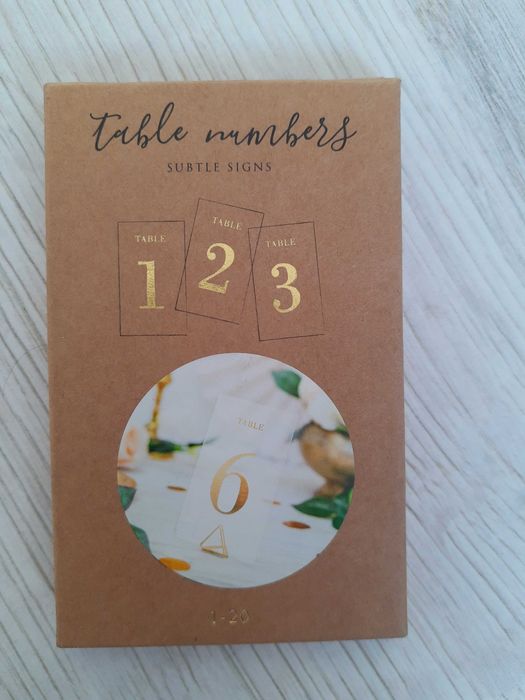 table numbers
SUBTLE SIGNS
TABLE
1
TABLE
2
TABLE
3
TABLE
6
1-20